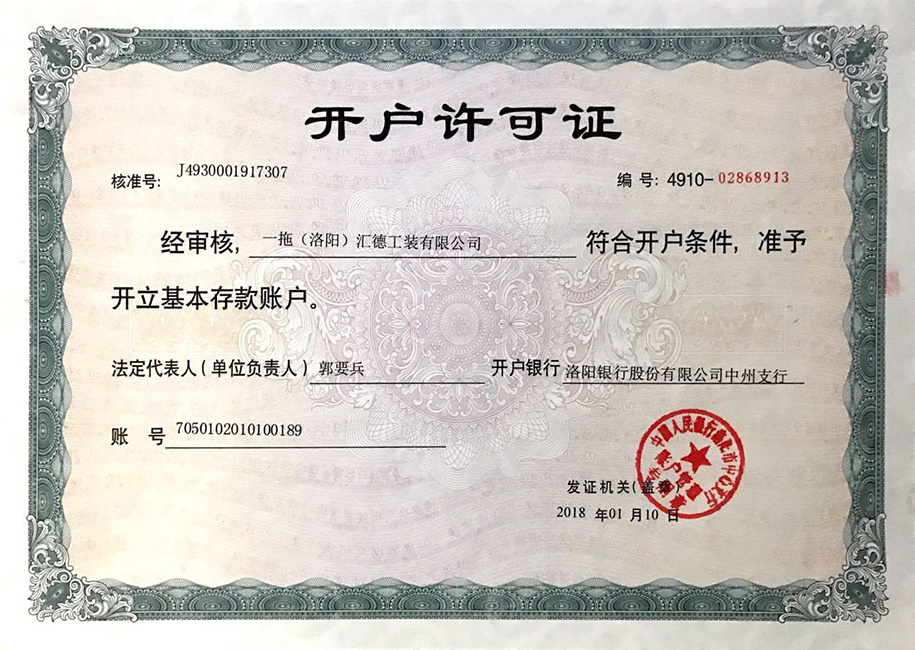 开户许可证
核准号: J4930001917307
编 号: 4910-02868913
经审核, 一拖（洛阳）汇德工装有限公司 符合开户条件, 准予
开立基本存款账户。
法定代表人(单位负责人) 郭要兵 开户银行 洛阳银行股份有限公司中州支行
账 号 7050102010100189
发证机关(盖章)
2018 年01 月10 日